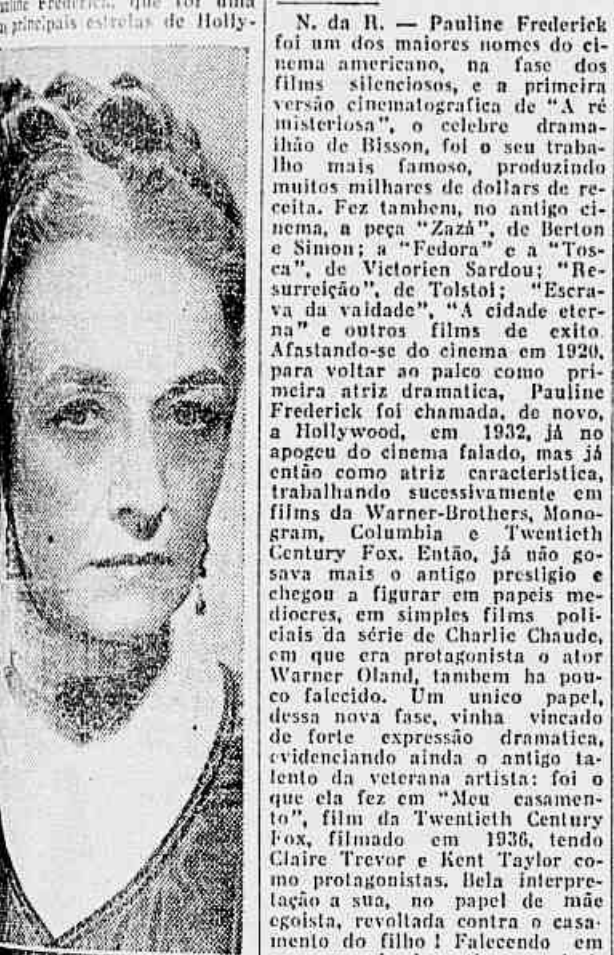 Frederick, que foi uma
principais estrelas de Holly-
N. da R. — Pauline Frederick
foi um dos maiores nomes do ci-
nema americano, na fase dos
films silenciosos, e a primeira
versão cinematografica de "A ré
misteriosa", o celebre drama-
lhão de Bisson, foi o seu traba-
lho mais famoso, produzindo
muitos milhares de dollars de re-
ceita. Fez tambem, no antigo ci-
nema, a peça "Zazá", de Berton
e Simon; a "Fedora" e a "Tos-
ca", de Victorien Sardou; "Re-
surreição", de Tolstoi; "Escra-
va da vaidade", "A cidade eter-
na" e outros films de exito.
Afastando-se do cinema em 1920,
para voltar ao palco como pri-
meira atriz dramatica, Pauline
Frederick foi chamada, de novo,
a Hollywood, em 1932, já no
apogeu do cinema falado, mas já
então como atriz caracteristica,
trabalhando sucessivamente em
films da Warner-Brothers, Mono-
gram, Columbia e Twentieth
Century Fox. Então, já não go-
sava mais o antigo prestigio e
chegou a figurar em papeis me-
diocres, em simples films poli-
ciais da série de Charlie Chaude,
em que era protagonista o ator
Warner Oland, tambem ha pou-
co falecido. Um unico papel,
dessa nova fase, vinha vincado
de forte expressão dramatica,
evidenciando ainda o antigo ta-
lento da veterana artista: foi o
que ela fez em "Meu casamen-
to", film da Twentieth Century
Fox, filmado em 1936, tendo
Claire Trevor e Kent Taylor co-
mo protagonistas. Bela interpre-
tação a sua, no papel de mãe
egoista, revoltada contra o casa-
mento do filho! Falecendo em